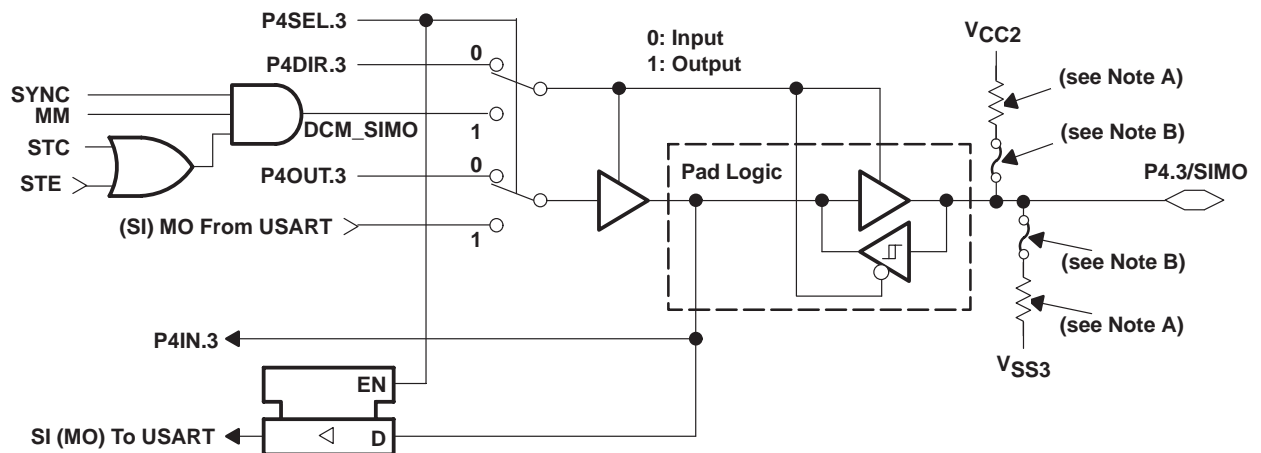 P4SEL.3
P4DIR.3
0
0: Input
1: Output
VCC2
(see Note A)
SYNC
MM
STC
STE
DCM_SIMO
1
(see Note B)
P4OUT.3
0
Pad Logic
P4.3/SIMO
(SI) MO From USART
1
(see Note B)
(see Note A)
P4IN.3
VSS3
EN
SI (MO) To USART
D